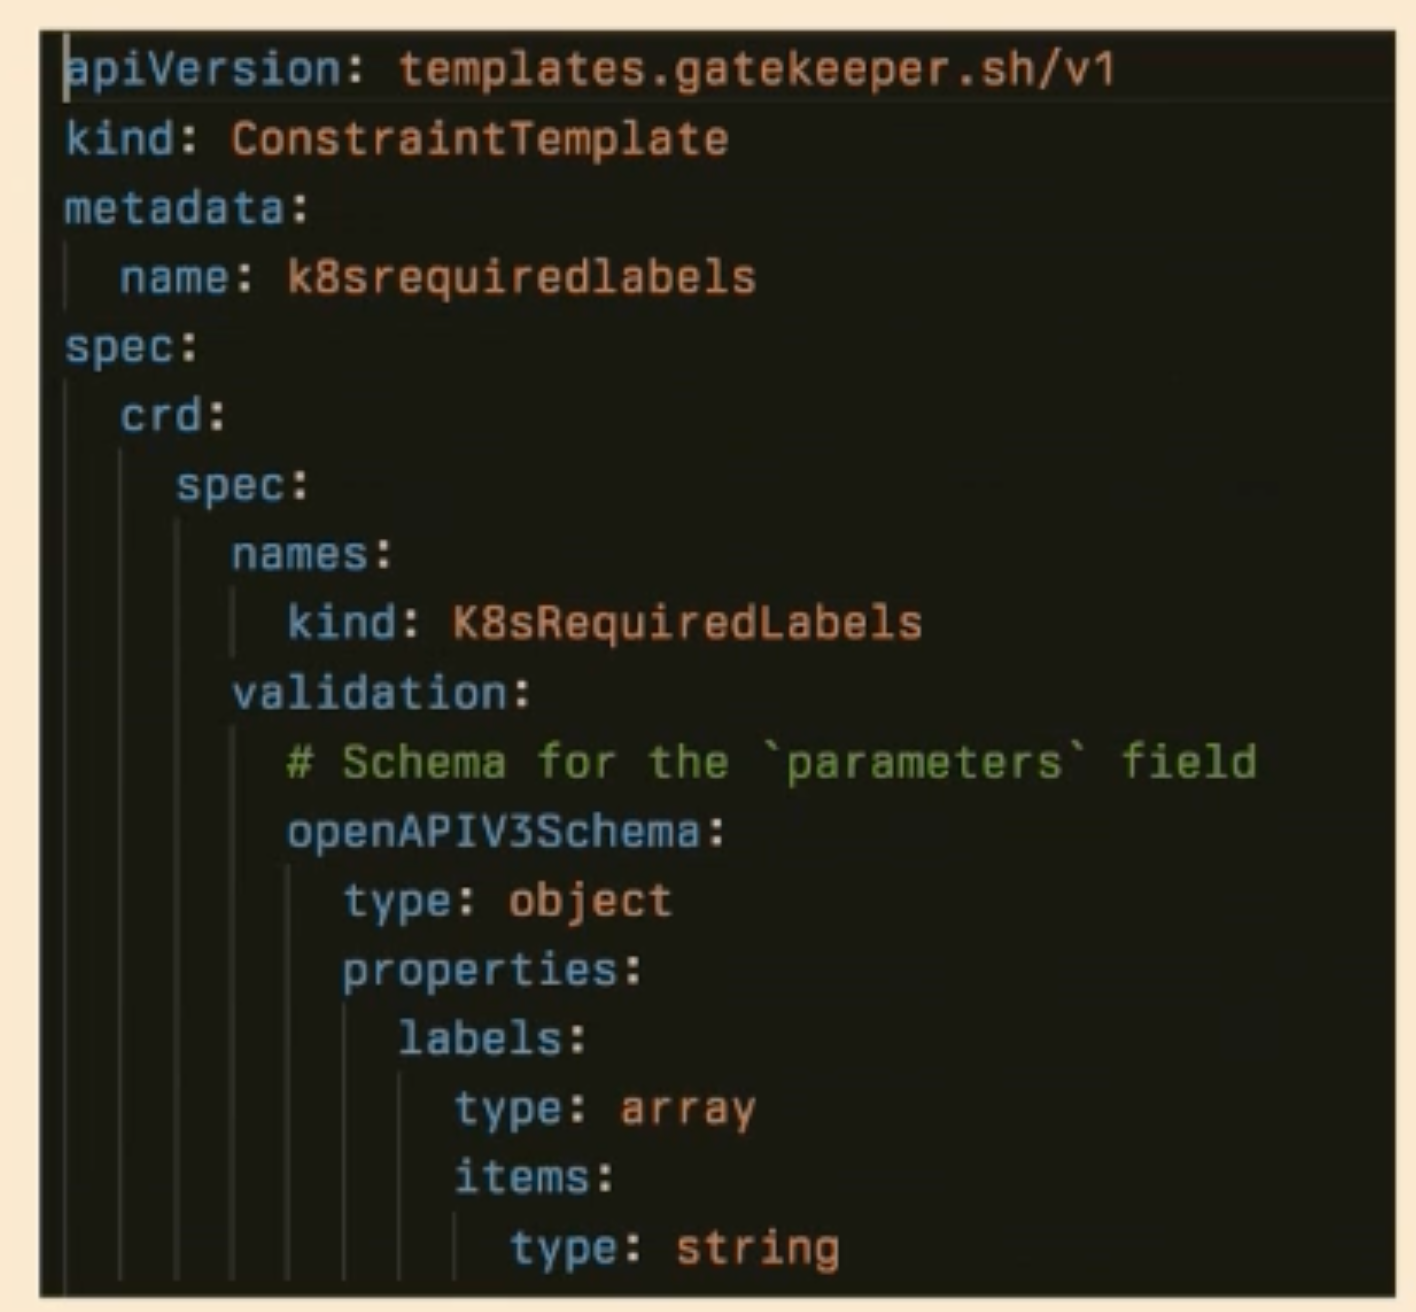 apiVersion: templates.gatekeeper.sh/v1
kind: ConstraintTemplate
metadata:
  name: k8srequiredlabels
spec:
  crd:
    spec:
      names:
        kind: K8sRequiredLabels
      validation:
        # Schema for the `parameters` field
        openAPIV3Schema:
          type: object
          properties:
            labels:
              type: array
              items:
                type: string